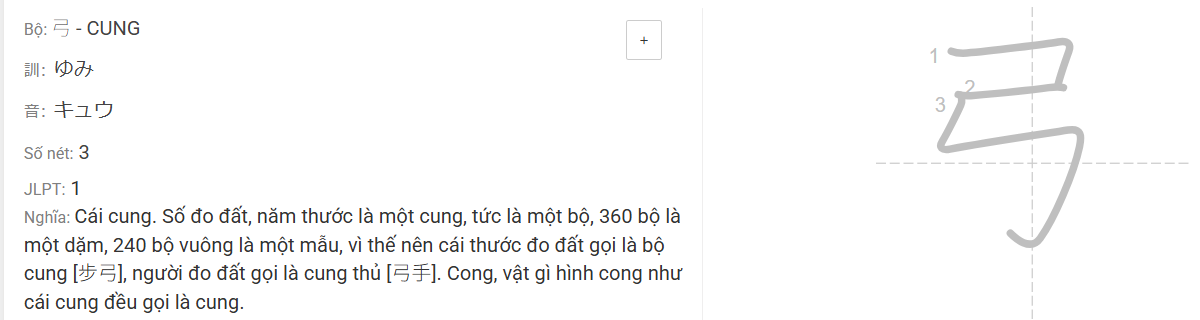 Bộ: 弓 - CUNG
+
訓: ゆみ
音: キュウ
Số nét: 3
JLPT: 1
Nghĩa: Cái cung. Số đo đất, năm thước là một cung, tức là một bộ, 360 bộ là
một dặm, 240 bộ vuông là một mẫu, vì thế nên cái thước đo đất gọi là bộ
cung [步弓], người đo đất gọi là cung thủ [弓手]. Cong, vật gì hình cong như
cái cung đều gọi là cung.
1
2
3
弓